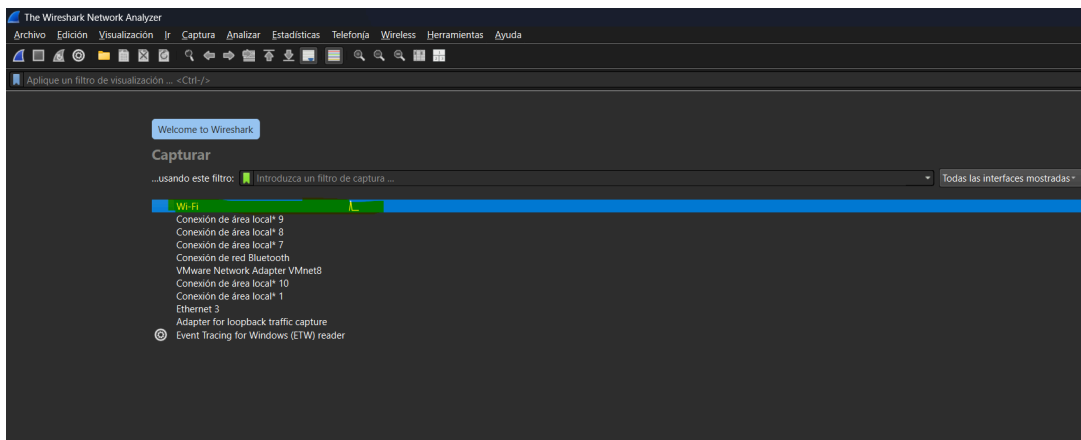 The Wireshark Network Analyzer
Archivo Edición Visualización Ir Captura Analizar Estadísticas Telefonía Wireless Herramientas Ayuda
Aplique un filtro de visualización ... <Ctrl-/>
Welcome to Wireshark
Capturar
...usando este filtro: Introduzca un filtro de captura ... Todas las interfaces mostradas
Wi-Fi
Conexión de área local* 9
Conexión de área local* 8
Conexión de área local* 7
Conexión de red Bluetooth
VMware Network Adapter VMnet8
Conexión de área local* 10
Conexión de área local* 1
Ethernet 3
Adapter for loopback traffic capture
Event Tracing for Windows (ETW) reader